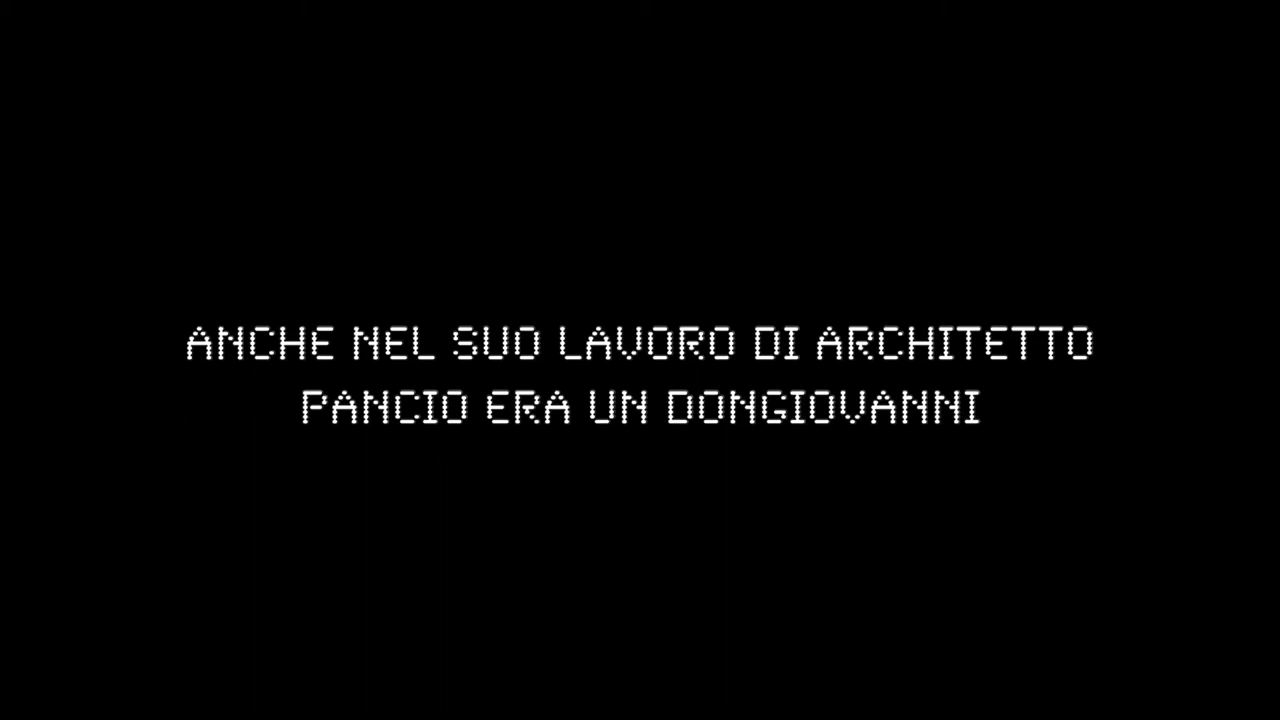 ANCHE NEL SUO LAVORO DI ARCHITETTO
PANCIO ERA UN DONGIOVANNI